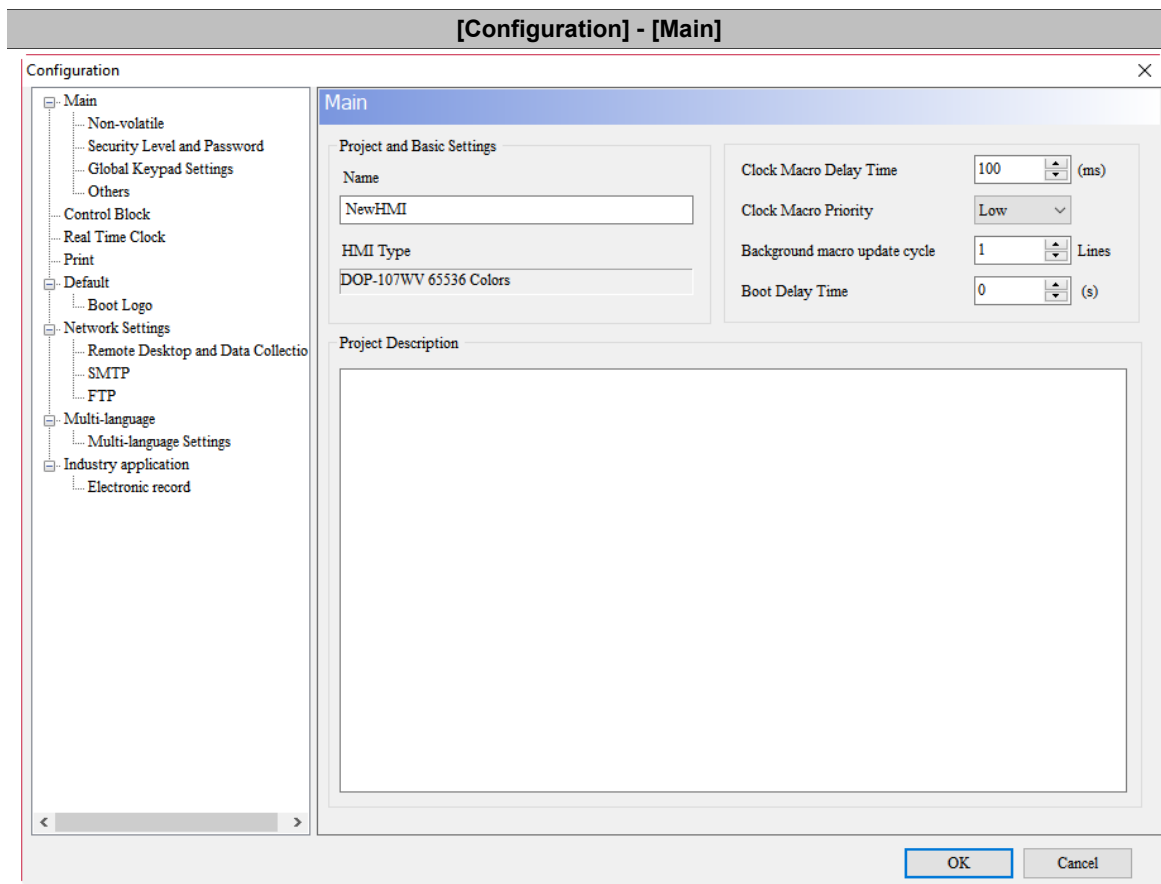 [Configuration] - [Main]
Configuration
Main
Non-volatile
Security Level and Password
Global Keypad Settings
Others
Control Block
Real Time Clock
Print
Default
Boot Logo
Network Settings
Remote Desktop and Data Collectio
SMTP
FTP
Multi-language
Multi-language Settings
Industry application
Electronic record
Main
Project and Basic Settings
Name
NewHMI
HMI Type
DOP-107WV 65536 Colors
Clock Macro Delay Time 100 (ms)
Clock Macro Priority Low
Background macro update cycle 1 Lines
Boot Delay Time 0 (s)
Project Description
OK Cancel